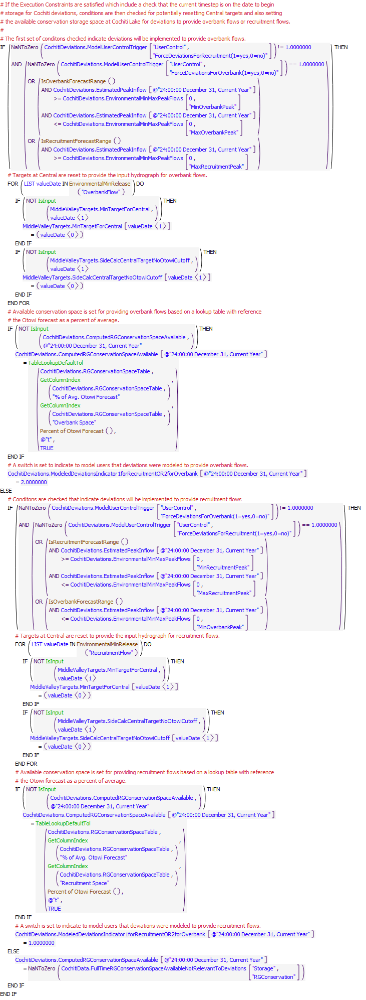 # If the Execution Constraints are satisfied which include a check that the current timestep is on the date to begin
# storage for Cochiti deviations, conditions are then checked for potentially resetting Central targets and also setting
# the available conservation storage space at Cochiti Lake for deviations to provide overbank flows or recruitment flows.
#
# The first set of conditons checked indicate deviations will be implemented to provide overbank flows.
IF ( NaNToZero ( CochitiDeviations.ModelUserControlTrigger [ "UserControl" , ) != 1.0000000 ) THEN
"ForceDeviationsForRecruitment(1=yes,0=no)" ]
AND ( NaNToZero ( CochitiDeviations.ModelUserControlTrigger [ "UserControl" , ) == 1.0000000
"ForceDeviationsForOverbank(1=yes,0=no)" ]
OR ( IsOverbankForecastRange ( )
AND CochitiDeviations.EstimatedPeakInflow [ @"24:00:00 December 31, Current Year" ]
>= CochitiDeviations.EnvironmentalMinMaxPeakFlows [ 0 ,
"MinOverbankPeak" ]
AND CochitiDeviations.EstimatedPeakInflow [ @"24:00:00 December 31, Current Year" ]
<= CochitiDeviations.EnvironmentalMinMaxPeakFlows [ 0 ,
"MaxOverbankPeak" ]
OR ( IsRecruitmentForecastRange ( )
AND CochitiDeviations.EstimatedPeakInflow [ @"24:00:00 December 31, Current Year" ]
>= CochitiDeviations.EnvironmentalMinMaxPeakFlows [ 0 ,
"MaxRecruitmentPeak" ]
# Targets at Central are reset to provide the input hydrograph for overbank flows.
FOR ( LIST valueDate IN EnvironmentalMinRelease ) DO
( "OverbankFlow" )
IF ( NOT IsInput ) THEN
( MiddleValleyTargets.MinTargetForCentral ,
valueDate 〈 1 〉 )
MiddleValleyTargets.MinTargetForCentral [ valueDate 〈 1 〉 ]
= ( valueDate 〈 0 〉 )
END IF
IF ( NOT IsInput ) THEN
( MiddleValleyTargets.SideCalcCentralTargetNoOtowiCutoff ,
valueDate 〈 1 〉 )
MiddleValleyTargets.SideCalcCentralTargetNoOtowiCutoff [ valueDate 〈 1 〉 ]
= ( valueDate 〈 0 〉 )
END IF
END FOR
# Available conservation space is set for providing overbank flows based on a lookup table with reference
# the Otowi forecast as a percent of average.
IF ( NOT IsInput ) THEN
( CochitiDeviations.ComputedRGConservationSpaceAvailable ,
@"24:00:00 December 31, Current Year" )
CochitiDeviations.ComputedRGConservationSpaceAvailable [ @"24:00:00 December 31, Current Year" ]
= TableLookupDefaultTol
( CochitiDeviations.RGConservationSpaceTable ,
GetColumnIndex ,
( CochitiDeviations.RGConservationSpaceTable ,
"% of Avg. Otowi Forecast" )
GetColumnIndex ,
( CochitiDeviations.RGConservationSpaceTable ,
"Overbank Space" )
Percent of Otowi Forecast ( ) ,
@"t" ,
TRUE )
END IF
# A switch is set to indicate to model users that deviations were modeled to provide overbank flows.
CochitiDeviations.ModeledDeviationsIndicator1forRecruitmentOR2forOverbank [ @"24:00:00 December 31, Current Year" ]
= 2.0000000
ELSE
# Conditons are checked that indicate deviations will be implemented to provide recruitment flows
IF ( NaNToZero ( CochitiDeviations.ModelUserControlTrigger [ "UserControl" , ) != 1.0000000 ) THEN
"ForceDeviationsForOverbank(1=yes,0=no)" ]
AND ( NaNToZero ( CochitiDeviations.ModelUserControlTrigger [ "UserControl" , ) == 1.0000000
"ForceDeviationsForRecruitment(1=yes,0=no)" ]
OR ( IsRecruitmentForecastRange ( )
AND CochitiDeviations.EstimatedPeakInflow [ @"24:00:00 December 31, Current Year" ]
>= CochitiDeviations.EnvironmentalMinMaxPeakFlows [ 0 ,
"MinRecruitmentPeak" ]
AND CochitiDeviations.EstimatedPeakInflow [ @"24:00:00 December 31, Current Year" ]
<= CochitiDeviations.EnvironmentalMinMaxPeakFlows [ 0 ,
"MaxRecruitmentPeak" ]
OR ( IsOverbankForecastRange ( )
AND CochitiDeviations.EstimatedPeakInflow [ @"24:00:00 December 31, Current Year" ]
<= CochitiDeviations.EnvironmentalMinMaxPeakFlows [ 0 ,
"MinOverbankPeak" ]
# Targets at Central are reset to provide the input hydrograph for recruitment flows.
FOR ( LIST valueDate IN EnvironmentalMinRelease ) DO
( "RecruitmentFlow" )
IF ( NOT IsInput ) THEN
( MiddleValleyTargets.MinTargetForCentral ,
valueDate 〈 1 〉 )
MiddleValleyTargets.MinTargetForCentral [ valueDate 〈 1 〉 ]
= ( valueDate 〈 0 〉 )
END IF
IF ( NOT IsInput ) THEN
( MiddleValleyTargets.SideCalcCentralTargetNoOtowiCutoff ,
valueDate 〈 1 〉 )
MiddleValleyTargets.SideCalcCentralTargetNoOtowiCutoff [ valueDate 〈 1 〉 ]
= ( valueDate 〈 0 〉 )
END IF
END FOR
# Available conservation space is set for providing recruitment flows based on a lookup table with reference
# the Otowi forecast as a percent of average.
IF ( NOT IsInput ) THEN
( CochitiDeviations.ComputedRGConservationSpaceAvailable ,
@"24:00:00 December 31, Current Year" )
CochitiDeviations.ComputedRGConservationSpaceAvailable [ @"24:00:00 December 31, Current Year" ]
= TableLookupDefaultTol
( CochitiDeviations.RGConservationSpaceTable ,
GetColumnIndex ,
( CochitiDeviations.RGConservationSpaceTable ,
"% of Avg. Otowi Forecast" )
GetColumnIndex ,
( CochitiDeviations.RGConservationSpaceTable ,
"Recruitment Space" )
Percent of Otowi Forecast ( ) ,
@"t" ,
TRUE )
END IF
# A switch is set to indicate to model users that deviations were modeled to provide recruitment flows.
CochitiDeviations.ModeledDeviationsIndicator1forRecruitmentOR2forOverbank [ @"24:00:00 December 31, Current Year" ]
= 1.0000000
ELSE
CochitiDeviations.ComputedRGConservationSpaceAvailable [ @"24:00:00 December 31, Current Year" ]
= NaNToZero ( CochitiData.FullTimeRGConservationSpaceAvailableNotRelevantToDeviations [ "Storage" , )
"RGConservation" ]
END IF
END IF